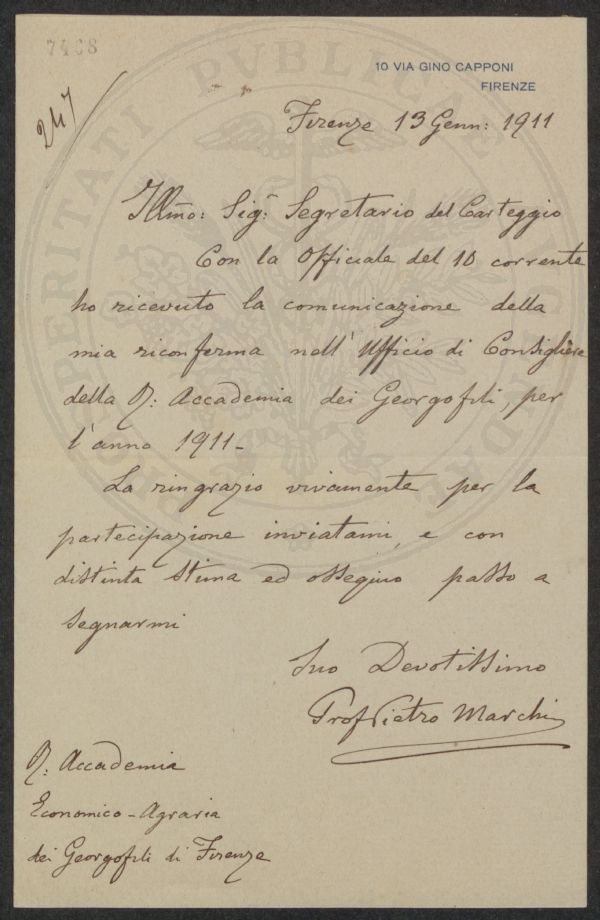 7468
247
10 VIA GINO CAPPONI
FIRENZE
Firenze 13 Genn: 1911
Illmo: Sig: Segretario del Carteggio
Con la Officiale del 10 corrente
ho ricevuto la comunicazione della
mia riconferma nell'Ufficio di Consigliere
della R: Accademia dei Georgofili, per
l'anno 1911-
La ringrazio vivamente per la
partecipazione inviatami, e con
distinta stima ed ossequio passo a
segnarmi
Suo Devotissimo
Prof Pietro Marchi
R: Accademia
Economico-Agraria
dei Georgofili di Firenze